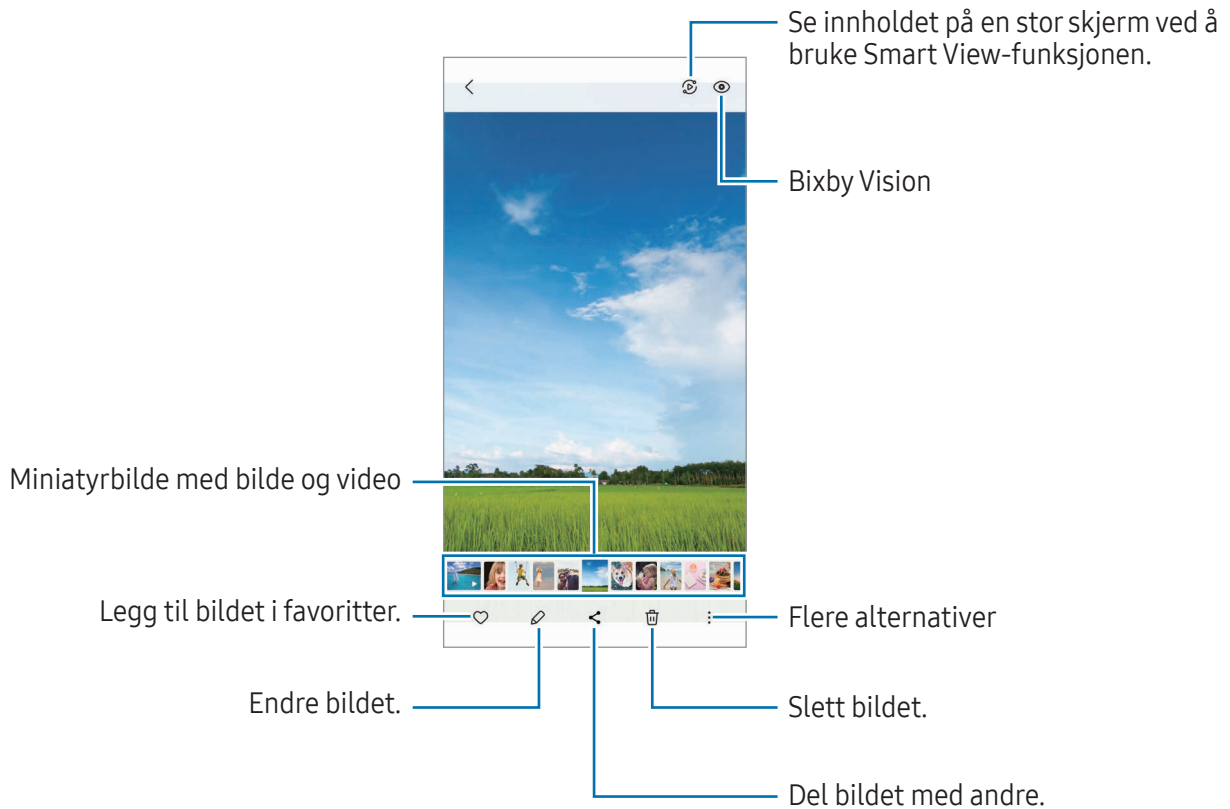 Se innholdet på en stor skjerm ved å
bruke Smart View-funksjonen.
Bixby Vision
Miniatyrbilde med bilde og video
Legg til bildet i favoritter.
Flere alternativer
Endre bildet.
Slett bildet.
Del bildet med andre.